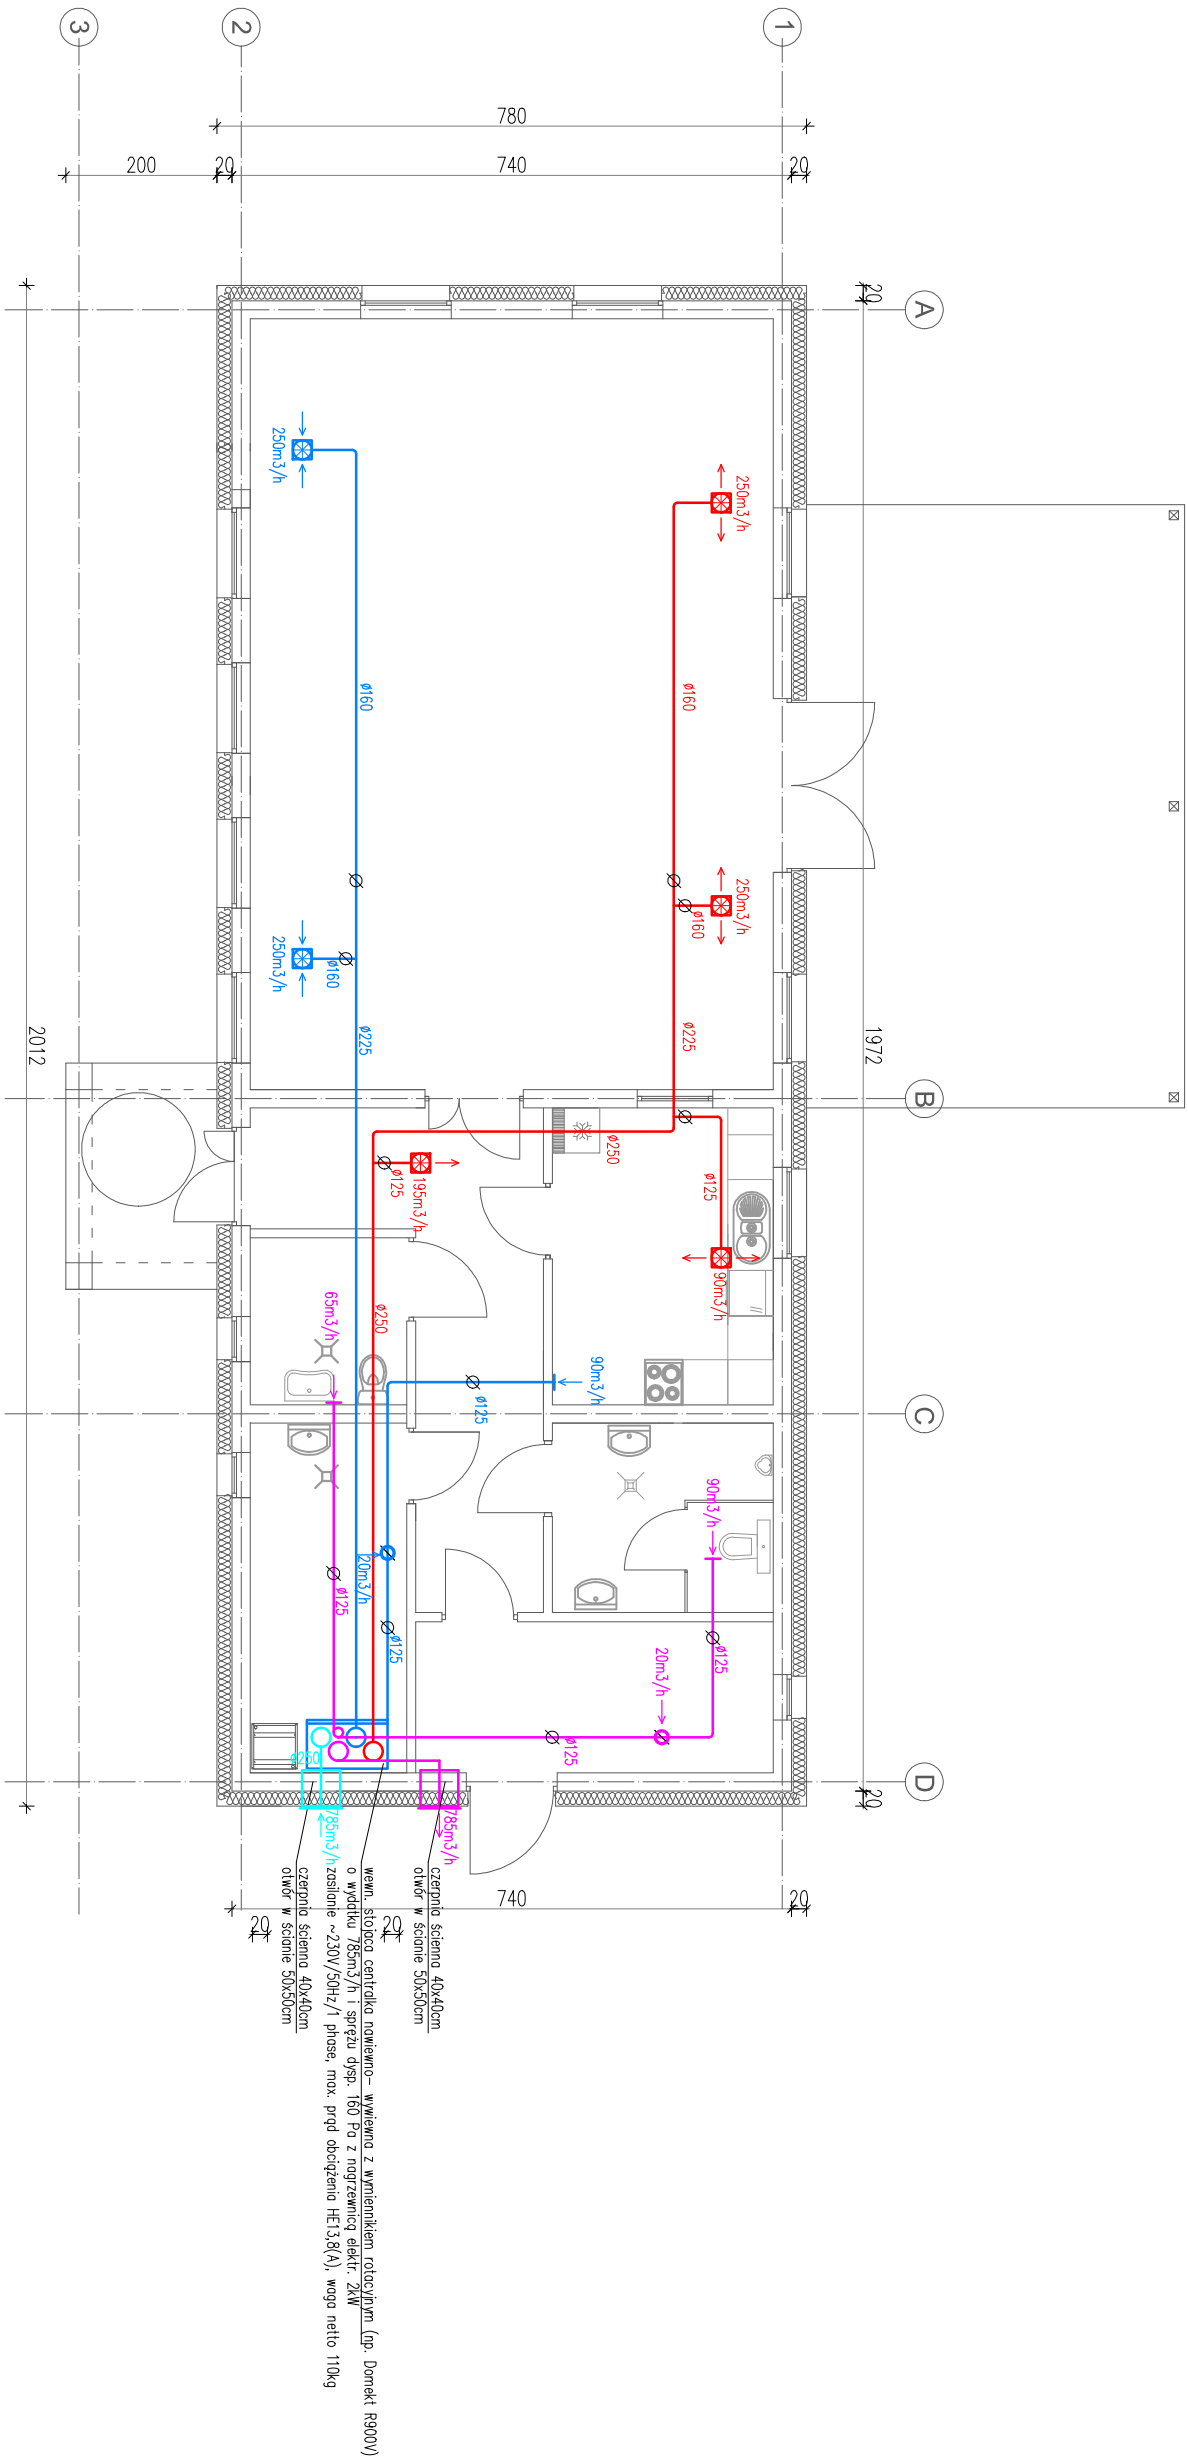 3
2
1
780
200
20
740
20
20
A
250m3/h
250m3/h
ø160
ø160
250m3/h
ø160
250m3/h
ø160
ø225
ø225
2012
1972
B
ø250
ø125
195m3/h
ø125
90m3/h
65m3/h
ø250
90m3/h
ø125
C
90m3/h
20m3/h
ø125
ø125
20m3/h
ø125
ø125
ø250
D
20
785m3/h
785m3/h
740
20
20
20
czerpnia ścienna 40x40cm
otwór w ścianie 50x50cm
wewn. stojąca centralka nawiewno- wywiewna z wymiennikiem rotacyjnym (np. Domekt R900V)
o wydatku 785m3/h i sprężu dysp. 160 Pa z nagrzewnicą elektr. 2kW
zasilanie ~230V/50Hz/1 phase, max. prąd obciążenia HE13,8(A), waga netto 110kg
czerpnia ścienna 40x40cm
otwór w ścianie 50x50cm